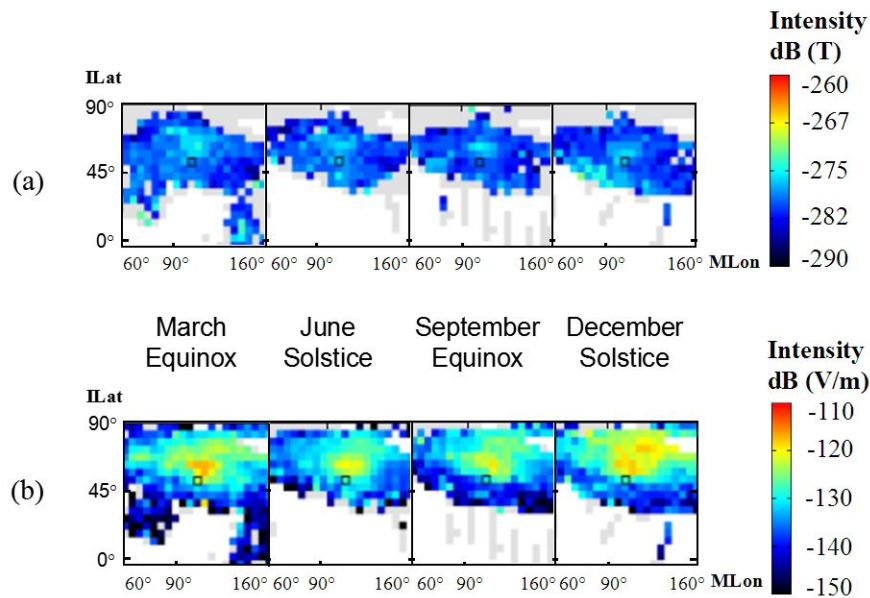 Intensity
dB (T)
ILat
90°
45°
0°
(a)
-260
-267
-275
-282
-290
60° 90° 160° 60° 90° 160° 60° 90° 160° 60° 90° 160° MLon
March Equinox
June Solstice
September Equinox
December Solstice
Intensity
dB (V/m)
ILat
90°
45°
0°
(b)
-110
-120
-130
-140
-150
60° 90° 160° 60° 90° 160° 60° 90° 160° 60° 90° 160° MLon